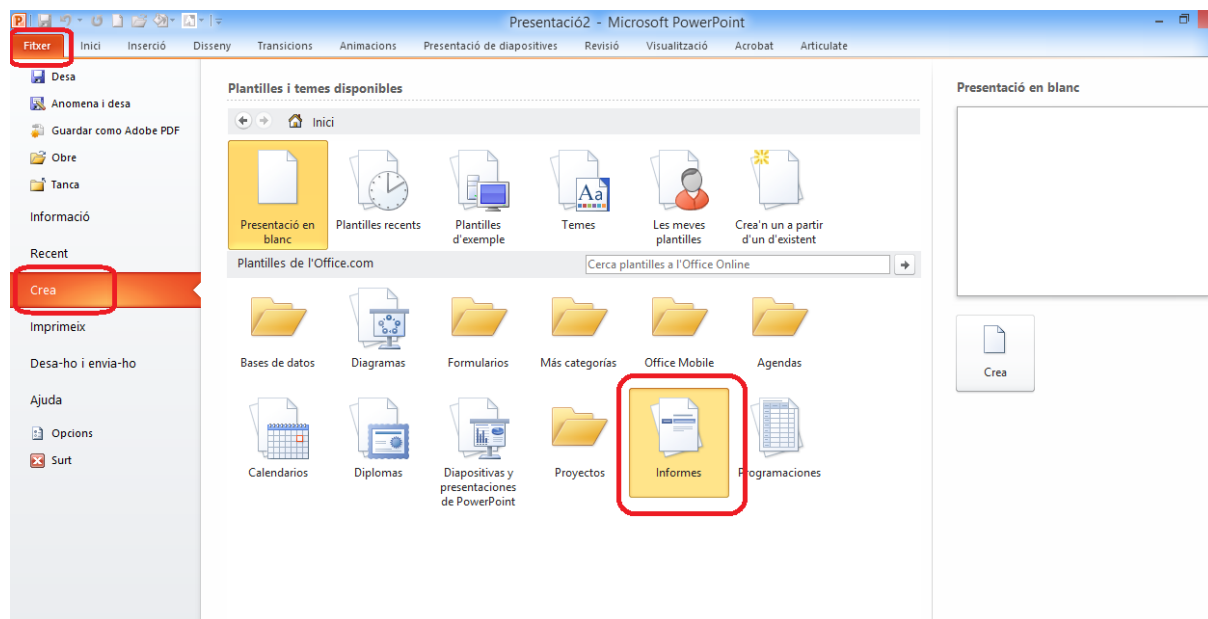 Presentació2 - Microsoft PowerPoint
Fitxer Inici Inserció Disseny Transicions Animacions Presentació de diapositives Revisió Visualització Acrobat Articulate
Desa
Anomena i desa
Guardar como Adobe PDF
Obre
Tanca
Informació
Recent
Crea
Imprimeix
Desa-ho i envia-ho
Ajuda
Opcions
Surt
Plantilles i temes disponibles
Inici
Presentació en
blanc
Plantilles recents
Plantilles
d'exemple
Temes
Les meves
plantilles
Crea'n un a partir
d'un d'existent
Plantilles de l'Office.com
Cerca plantilles a l'Office Online
Bases de datos
Diagramas
Formularios
Más categorías
Office Mobile
Agendas
Calendarios
Diplomas
Diapositivas y
presentaciones
de PowerPoint
Proyectos
Informes
Programaciones
Presentació en blanc
Crea